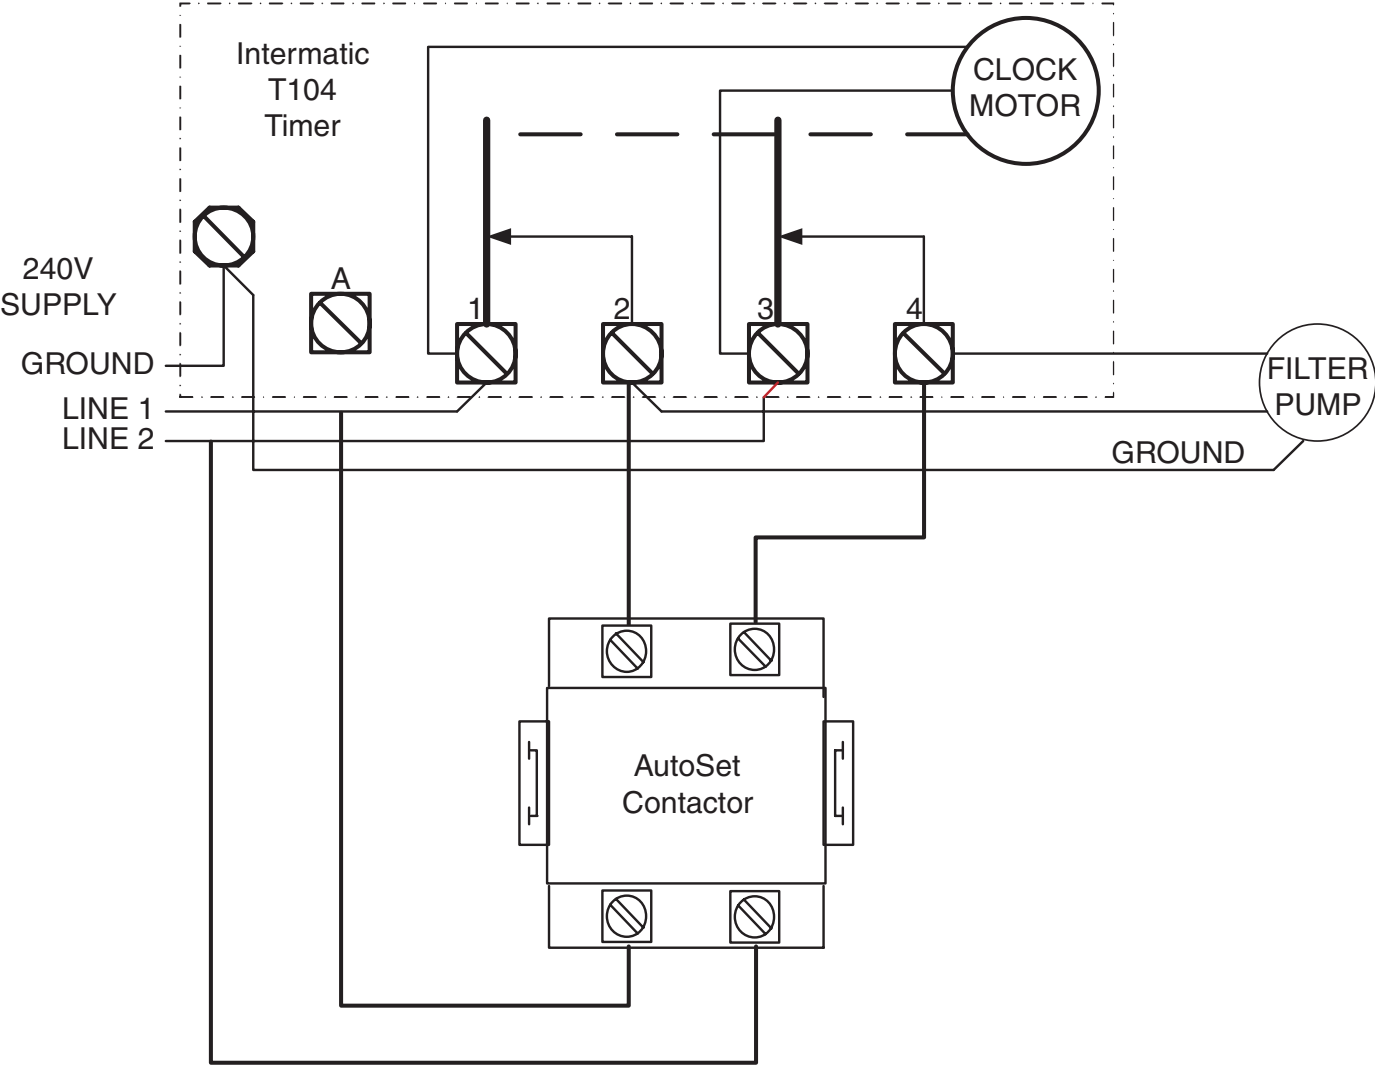 Intermatic
T104
Timer
CLOCK
MOTOR
240V
SUPPLY
A
1
2
3
4
GROUND
LINE 1
LINE 2
FILTER
PUMP
GROUND
AutoSet
Contactor